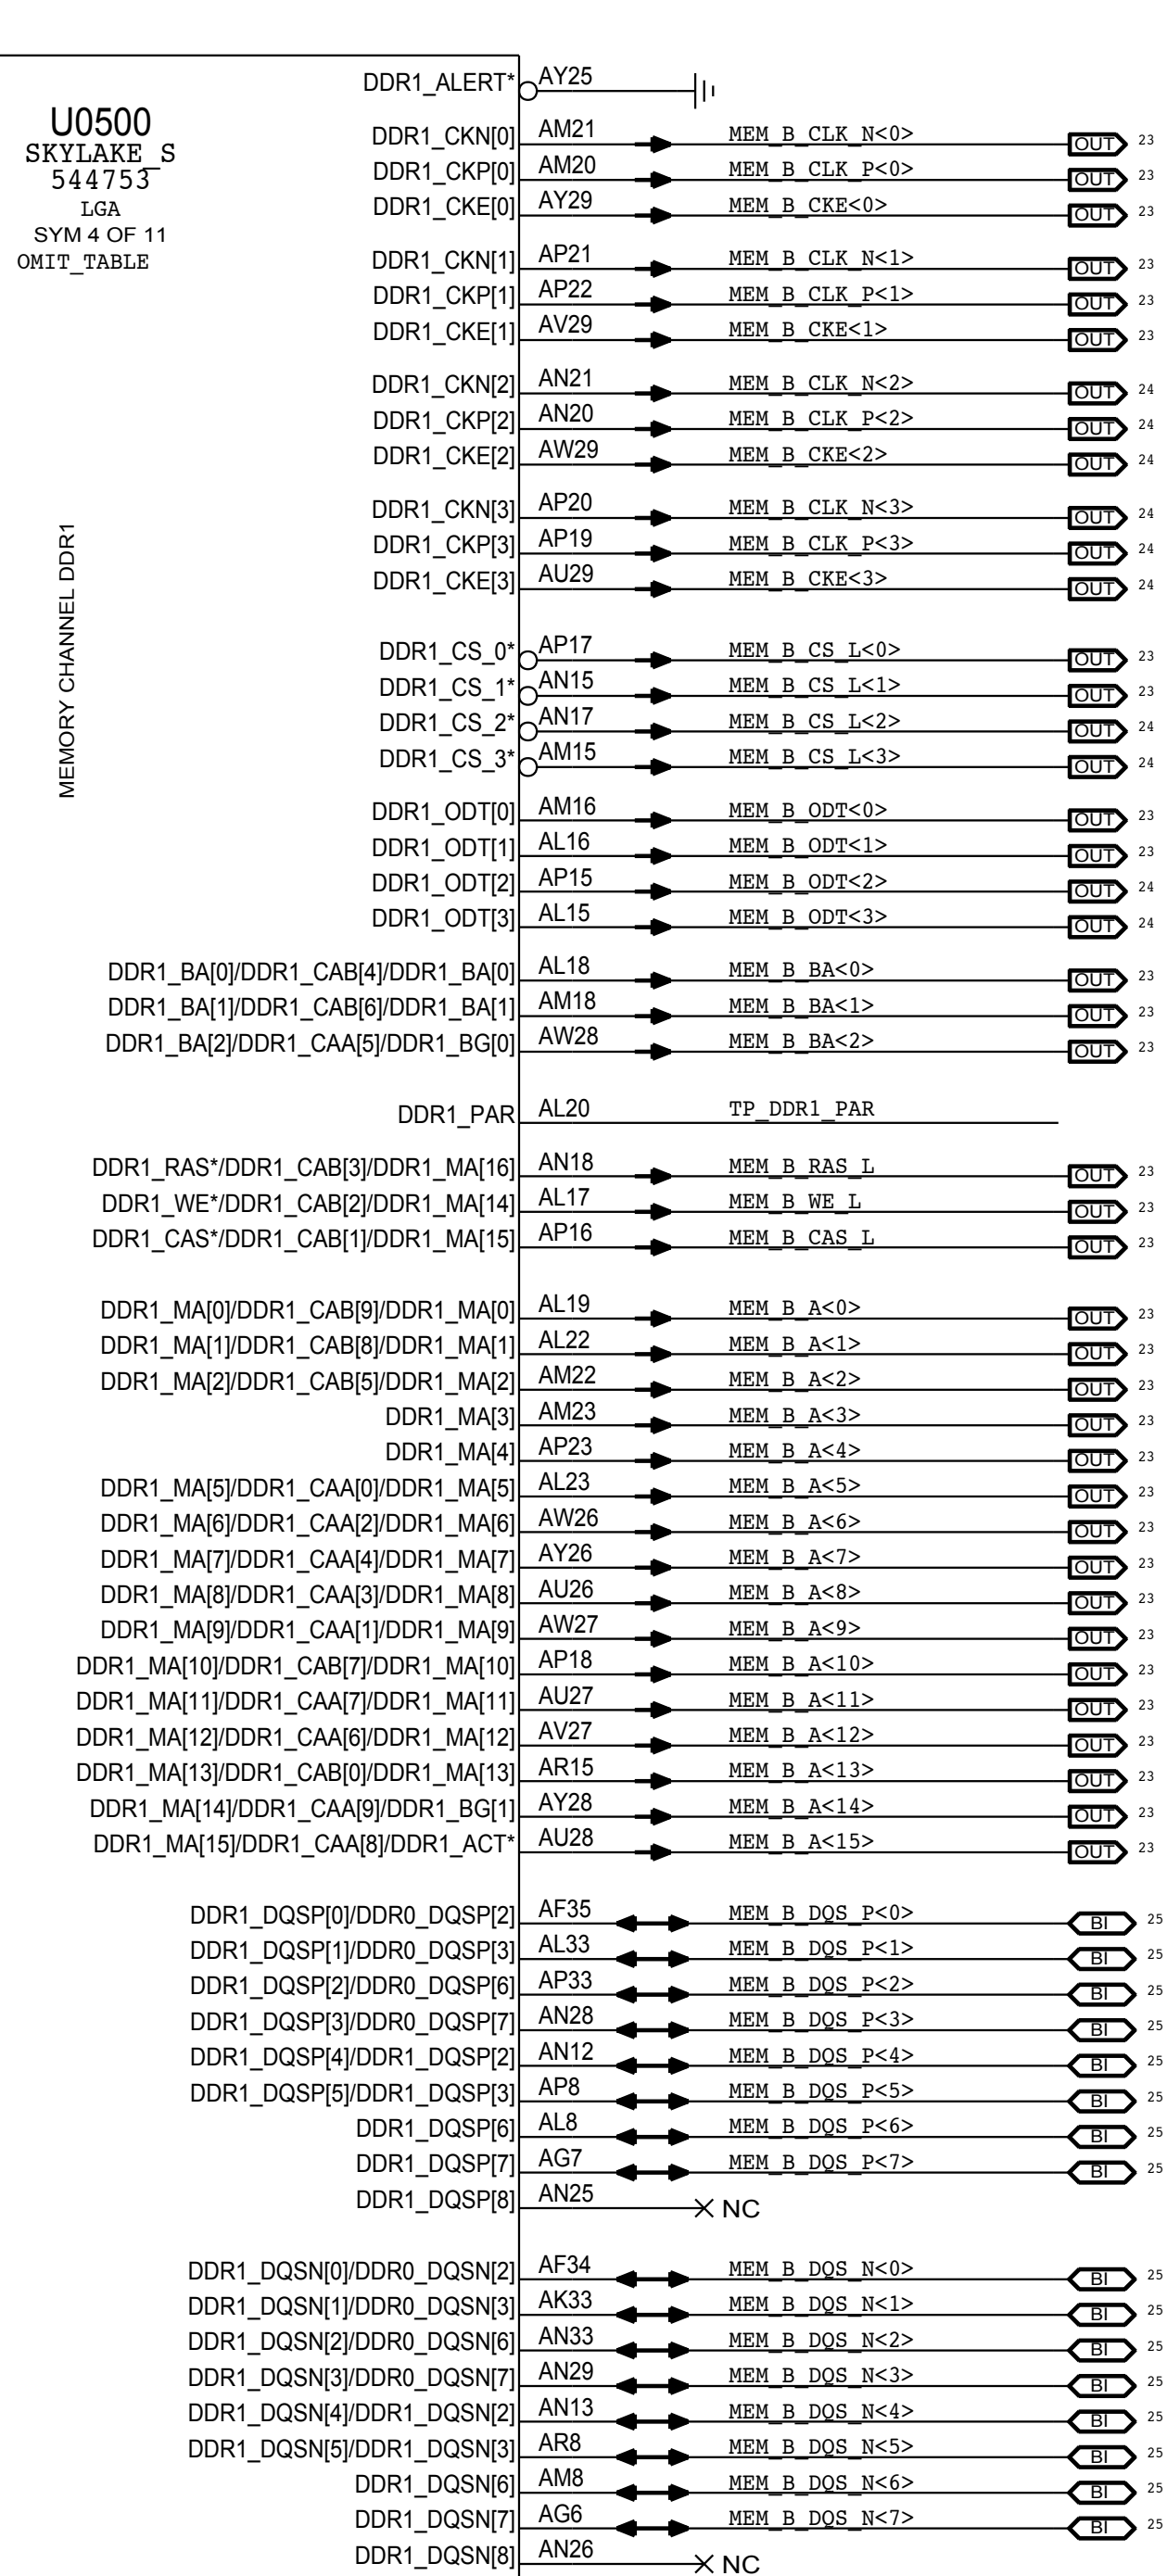 DDR1_ALERT* AY25
U0500
SKYLAKE_S
544753
LGA
SYM 4 OF 11
OMIT_TABLE
MEMORY CHANNEL DDR1
DDR1_CKN[0] AM21 MEM_B_CLK_N<0> OUT 23
DDR1_CKP[0] AM20 MEM_B_CLK_P<0> OUT 23
DDR1_CKE[0] AY29 MEM_B_CKE<0> OUT 23
DDR1_CKN[1] AP21 MEM_B_CLK_N<1> OUT 23
DDR1_CKP[1] AP22 MEM_B_CLK_P<1> OUT 23
DDR1_CKE[1] AV29 MEM_B_CKE<1> OUT 23
DDR1_CKN[2] AN21 MEM_B_CLK_N<2> OUT 24
DDR1_CKP[2] AN20 MEM_B_CLK_P<2> OUT 24
DDR1_CKE[2] AW29 MEM_B_CKE<2> OUT 24
DDR1_CKN[3] AP20 MEM_B_CLK_N<3> OUT 24
DDR1_CKP[3] AP19 MEM_B_CLK_P<3> OUT 24
DDR1_CKE[3] AU29 MEM_B_CKE<3> OUT 24
DDR1_CS_0* AP17 MEM_B_CS_L<0> OUT 23
DDR1_CS_1* AN15 MEM_B_CS_L<1> OUT 23
DDR1_CS_2* AN17 MEM_B_CS_L<2> OUT 24
DDR1_CS_3* AM15 MEM_B_CS_L<3> OUT 24
DDR1_ODT[0] AM16 MEM_B_ODT<0> OUT 23
DDR1_ODT[1] AL16 MEM_B_ODT<1> OUT 23
DDR1_ODT[2] AP15 MEM_B_ODT<2> OUT 24
DDR1_ODT[3] AL15 MEM_B_ODT<3> OUT 24
DDR1_BA[0]/DDR1_CAB[4]/DDR1_BA[0] AL18 MEM_B_BA<0> OUT 23
DDR1_BA[1]/DDR1_CAB[6]/DDR1_BA[1] AM18 MEM_B_BA<1> OUT 23
DDR1_BA[2]/DDR1_CAA[5]/DDR1_BG[0] AW28 MEM_B_BA<2> OUT 23
DDR1_PAR AL20 TP_DDR1_PAR
DDR1_RAS*/DDR1_CAB[3]/DDR1_MA[16] AN18 MEM_B_RAS_L OUT 23
DDR1_WE*/DDR1_CAB[2]/DDR1_MA[14] AL17 MEM_B_WE_L OUT 23
DDR1_CAS*/DDR1_CAB[1]/DDR1_MA[15] AP16 MEM_B_CAS_L OUT 23
DDR1_MA[0]/DDR1_CAB[9]/DDR1_MA[0] AL19 MEM_B_A<0> OUT 23
DDR1_MA[1]/DDR1_CAB[8]/DDR1_MA[1] AL22 MEM_B_A<1> OUT 23
DDR1_MA[2]/DDR1_CAB[5]/DDR1_MA[2] AM22 MEM_B_A<2> OUT 23
DDR1_MA[3] AM23 MEM_B_A<3> OUT 23
DDR1_MA[4] AP23 MEM_B_A<4> OUT 23
DDR1_MA[5]/DDR1_CAA[0]/DDR1_MA[5] AL23 MEM_B_A<5> OUT 23
DDR1_MA[6]/DDR1_CAA[2]/DDR1_MA[6] AW26 MEM_B_A<6> OUT 23
DDR1_MA[7]/DDR1_CAA[4]/DDR1_MA[7] AY26 MEM_B_A<7> OUT 23
DDR1_MA[8]/DDR1_CAA[3]/DDR1_MA[8] AU26 MEM_B_A<8> OUT 23
DDR1_MA[9]/DDR1_CAA[1]/DDR1_MA[9] AW27 MEM_B_A<9> OUT 23
DDR1_MA[10]/DDR1_CAB[7]/DDR1_MA[10] AP18 MEM_B_A<10> OUT 23
DDR1_MA[11]/DDR1_CAA[7]/DDR1_MA[11] AU27 MEM_B_A<11> OUT 23
DDR1_MA[12]/DDR1_CAA[6]/DDR1_MA[12] AV27 MEM_B_A<12> OUT 23
DDR1_MA[13]/DDR1_CAB[0]/DDR1_MA[13] AR15 MEM_B_A<13> OUT 23
DDR1_MA[14]/DDR1_CAA[9]/DDR1_BG[1] AY28 MEM_B_A<14> OUT 23
DDR1_MA[15]/DDR1_CAA[8]/DDR1_ACT* AU28 MEM_B_A<15> OUT 23
DDR1_DQSP[0]/DDR0_DQSP[2] AF35 MEM_B_DQS_P<0> BI 25
DDR1_DQSP[1]/DDR0_DQSP[3] AL33 MEM_B_DQS_P<1> BI 25
DDR1_DQSP[2]/DDR0_DQSP[6] AP33 MEM_B_DQS_P<2> BI 25
DDR1_DQSP[3]/DDR0_DQSP[7] AN28 MEM_B_DQS_P<3> BI 25
DDR1_DQSP[4]/DDR1_DQSP[2] AN12 MEM_B_DQS_P<4> BI 25
DDR1_DQSP[5]/DDR1_DQSP[3] AP8 MEM_B_DQS_P<5> BI 25
DDR1_DQSP[6] AL8 MEM_B_DQS_P<6> BI 25
DDR1_DQSP[7] AG7 MEM_B_DQS_P<7> BI 25
DDR1_DQSP[8] AN25 NC
DDR1_DQSN[0]/DDR0_DQSN[2] AF34 MEM_B_DQS_N<0> BI 25
DDR1_DQSN[1]/DDR0_DQSN[3] AK33 MEM_B_DQS_N<1> BI 25
DDR1_DQSN[2]/DDR0_DQSN[6] AN33 MEM_B_DQS_N<2> BI 25
DDR1_DQSN[3]/DDR0_DQSN[7] AN29 MEM_B_DQS_N<3> BI 25
DDR1_DQSN[4]/DDR1_DQSN[2] AN13 MEM_B_DQS_N<4> BI 25
DDR1_DQSN[5]/DDR1_DQSN[3] AR8 MEM_B_DQS_N<5> BI 25
DDR1_DQSN[6] AM8 MEM_B_DQS_N<6> BI 25
DDR1_DQSN[7] AG6 MEM_B_DQS_N<7> BI 25
DDR1_DQSN[8] AN26 NC